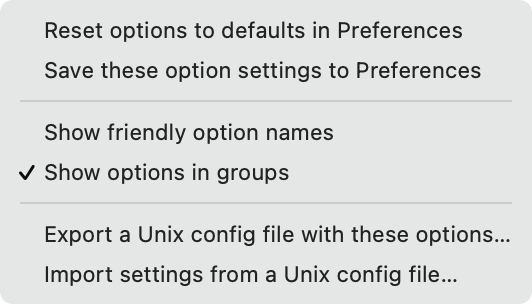 Reset options to defaults in Preferences
Save these option settings to Preferences
Show friendly option names
Show options in groups
Export a Unix config file with these options...
Import settings from a Unix config file...